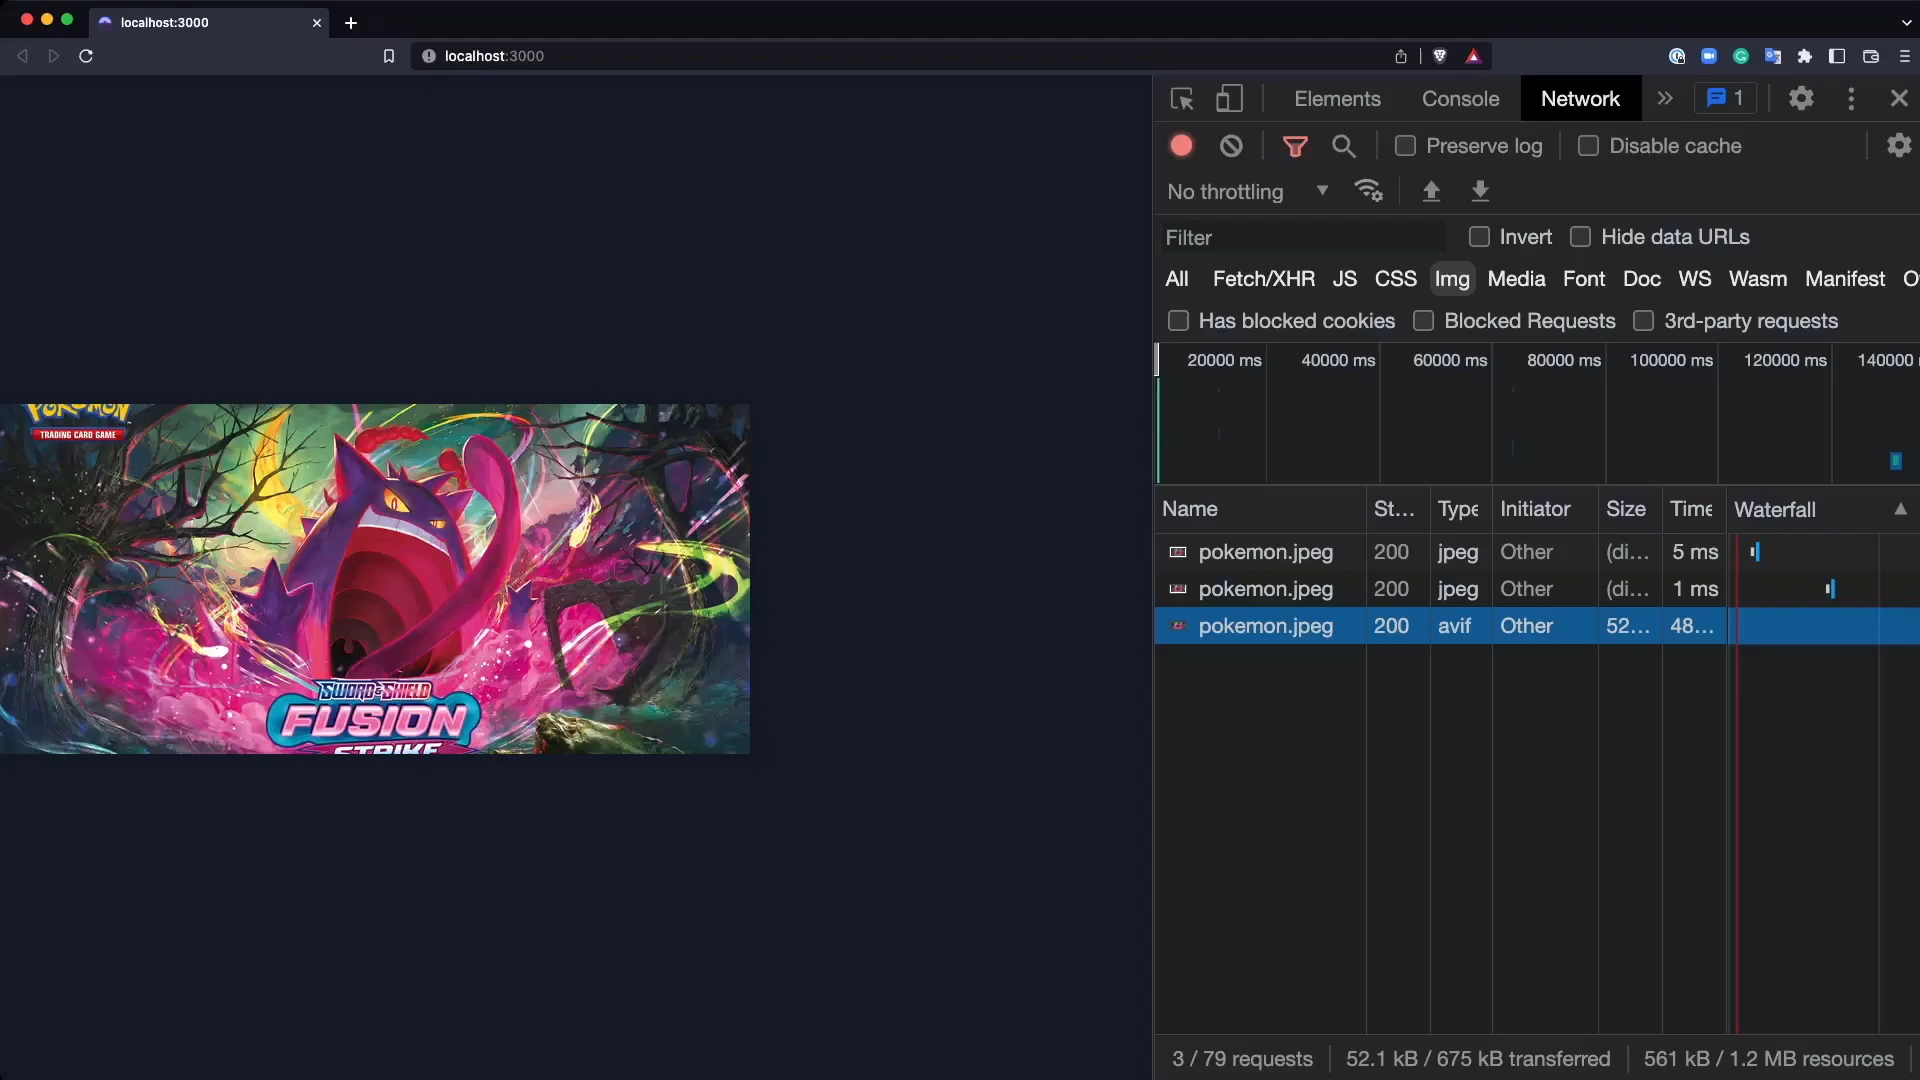 localhost:3000
localhost:3000
Elements Console Network 1
Preserve log Disable cache
No throttling
Filter Invert Hide data URLs
All Fetch/XHR JS CSS Img Media Font Doc WS Wasm Manifest O
Has blocked cookies Blocked Requests 3rd-party requests
20000 ms 40000 ms 60000 ms 80000 ms 100000 ms 120000 ms 140000
Name St... Type Initiator Size Time Waterfall
pokemon.jpeg 200 jpeg Other (di... 5 ms
pokemon.jpeg 200 jpeg Other (di... 1 ms
pokemon.jpeg 200 avif Other 52... 48...
3 / 79 requests 52.1 kB / 675 kB transferred 561 kB / 1.2 MB resources
POKÉMON
TRADING CARD GAME
SWORD & SHIELD
FUSION
STRIKE